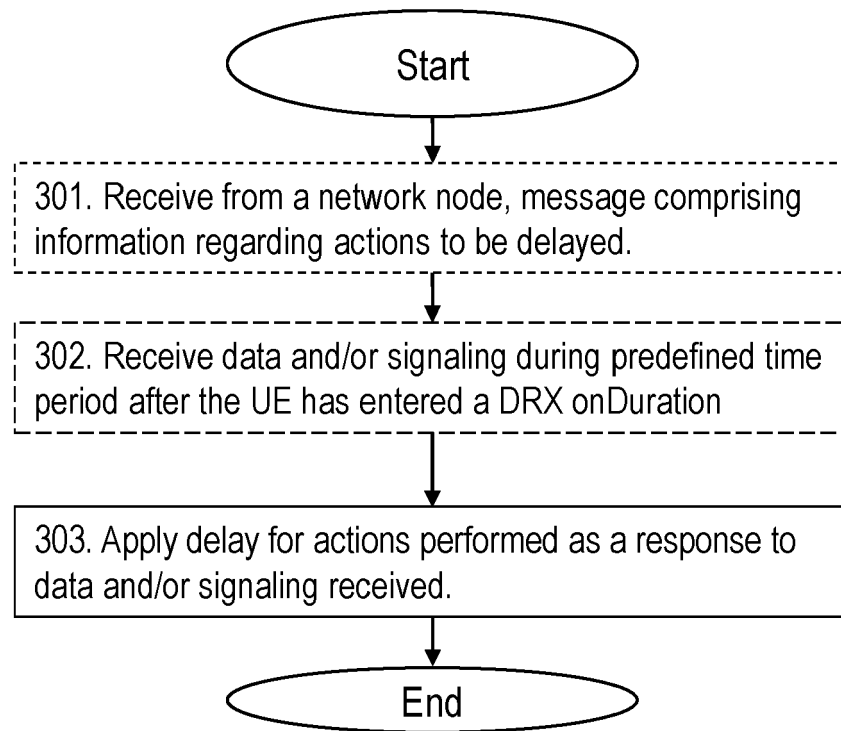 Start
301. Receive from a network node, message comprising
information regarding actions to be delayed.
302. Receive data and/or signaling during predefined time
period after the UE has entered a DRX onDuration
303. Apply delay for actions performed as a response to
data and/or signaling received.
End